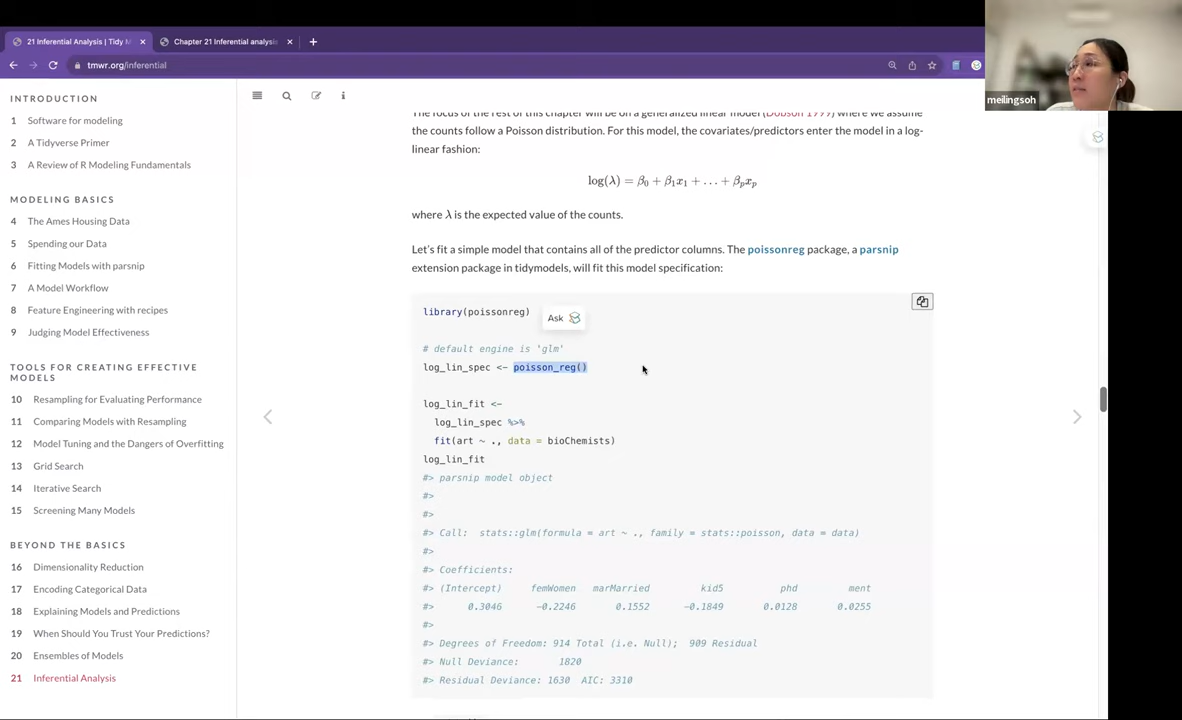 21 Inferential Analysis | Tidy M
Chapter 21 Inferential analysis
tmwr.org/inferential
meilingsoh
INTRODUCTION
1 Software for modeling
2 A Tidyverse Primer
3 A Review of R Modeling Fundamentals
MODELING BASICS
4 The Ames Housing Data
5 Spending our Data
6 Fitting Models with parsnip
7 A Model Workflow
8 Feature Engineering with recipes
9 Judging Model Effectiveness
TOOLS FOR CREATING EFFECTIVE
MODELS
10 Resampling for Evaluating Performance
11 Comparing Models with Resampling
12 Model Tuning and the Dangers of Overfitting
13 Grid Search
14 Iterative Search
15 Screening Many Models
BEYOND THE BASICS
16 Dimensionality Reduction
17 Encoding Categorical Data
18 Explaining Models and Predictions
19 When Should You Trust Your Predictions?
20 Ensembles of Models
21 Inferential Analysis
The focus of the rest of this chapter will be on a generalized linear model (Dobson 1999) where we assume
the counts follow a Poisson distribution. For this model, the covariates/predictors enter the model in a log-
linear fashion:
log(λ) = β0 + β1x1 + … + βpxp
where λ is the expected value of the counts.
Let's fit a simple model that contains all of the predictor columns. The poissonreg package, a parsnip
extension package in tidymodels, will fit this model specification:
library(poissonreg)
Ask
# default engine is 'glm'
log_lin_spec <- poisson_reg()
log_lin_fit <-
log_lin_spec %>%
fit(art ~ ., data = bioChemists)
log_lin_fit
#> parsnip model object
#>
#>
#> Call: stats::glm(formula = art ~ ., family = stats::poisson, data = data)
#>
#> Coefficients:
#> (Intercept) femWomen marMarried kid5 phd ment
#> 0.3046 -0.2246 0.1552 -0.1849 0.0128 0.0255
#>
#> Degrees of Freedom: 914 Total (i.e. Null); 909 Residual
#> Null Deviance: 1820
#> Residual Deviance: 1630 AIC: 3310